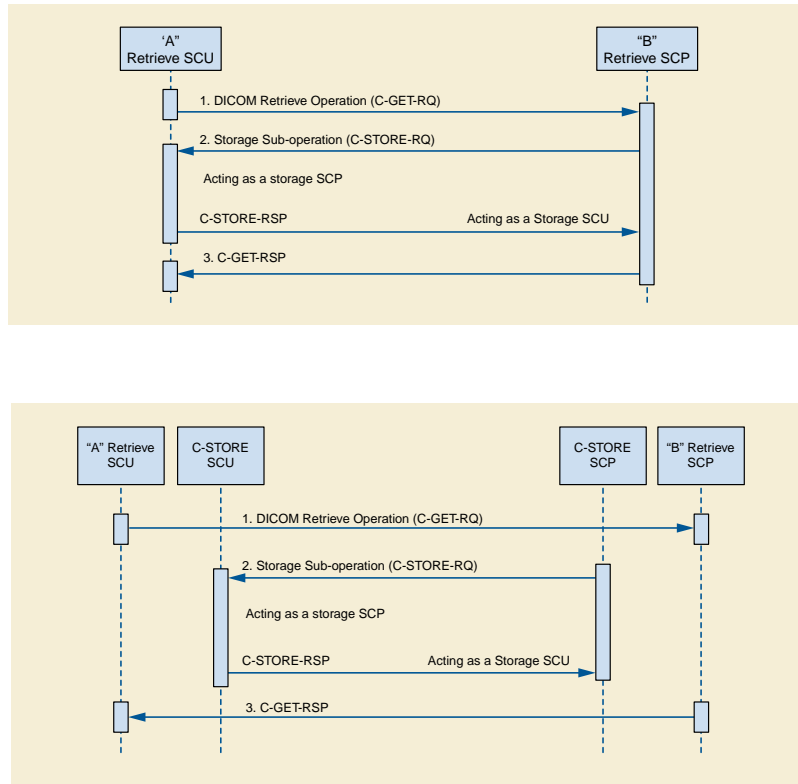 ‘A”
Retrieve SCU
“B”
Retrieve SCP
1. DICOM Retrieve Operation (C-GET-RQ)
2. Storage Sub-operation (C-STORE-RQ)
Acting as a storage SCP
C-STORE-RSP
Acting as a Storage SCU
3. C-GET-RSP
“A” Retrieve
SCU
C-STORE
SCU
C-STORE
SCP
“B” Retrieve
SCP
1. DICOM Retrieve Operation (C-GET-RQ)
2. Storage Sub-operation (C-STORE-RQ)
Acting as a storage SCP
C-STORE-RSP
Acting as a Storage SCU
3. C-GET-RSP